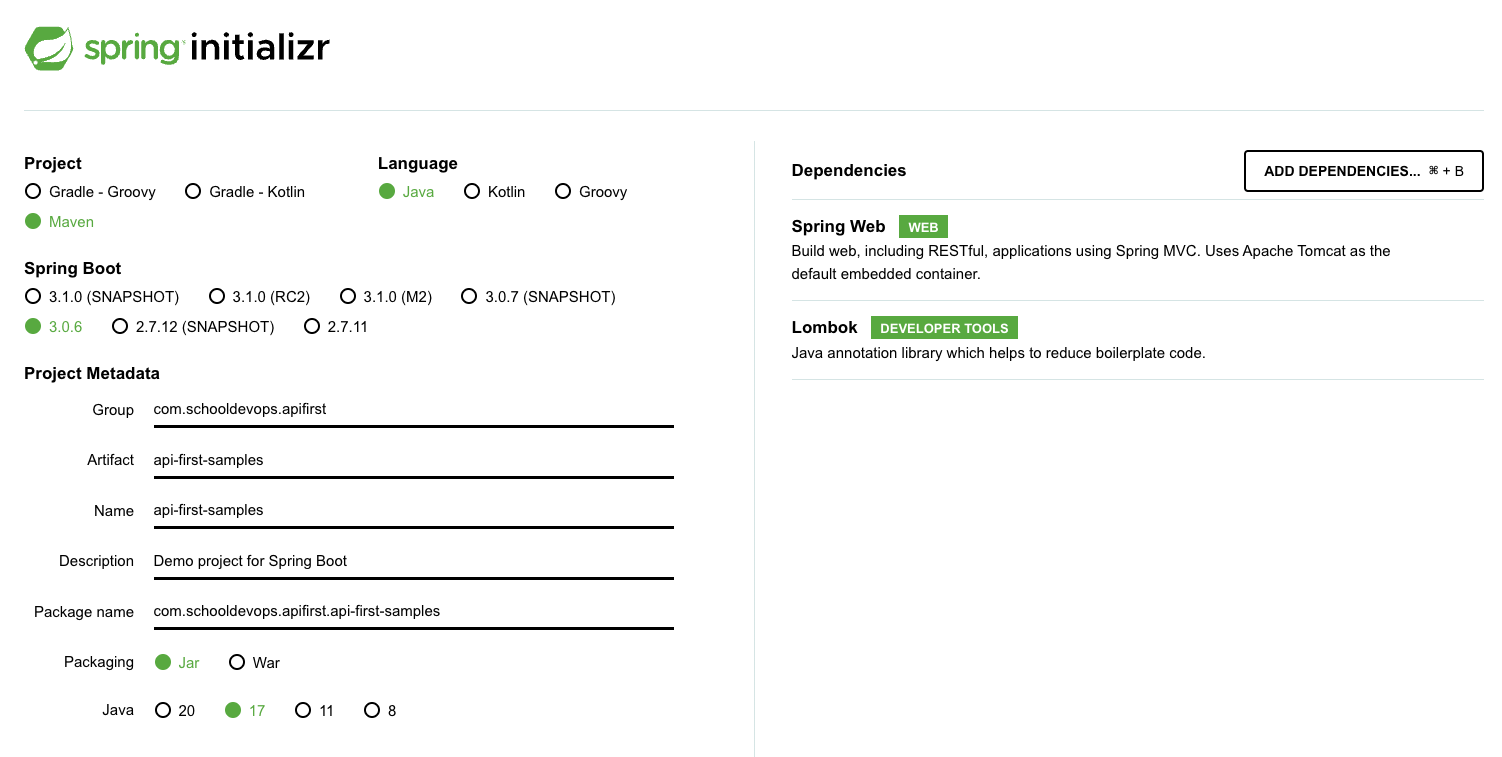 spring initializr
Project
Gradle - Groovy Gradle - Kotlin
Maven
Language
Java Kotlin Groovy
Spring Boot
3.1.0 (SNAPSHOT) 3.1.0 (RC2) 3.1.0 (M2) 3.0.7 (SNAPSHOT)
3.0.6 2.7.12 (SNAPSHOT) 2.7.11
Project Metadata
Group com.schooldevops.apifirst
Artifact api-first-samples
Name api-first-samples
Description Demo project for Spring Boot
Package name com.schooldevops.apifirst.api-first-samples
Packaging Jar War
Java 20 17 11 8
Dependencies ADD DEPENDENCIES... ⌘ + B
Spring Web WEB
Build web, including RESTful, applications using Spring MVC. Uses Apache Tomcat as the
default embedded container.
Lombok DEVELOPER TOOLS
Java annotation library which helps to reduce boilerplate code.